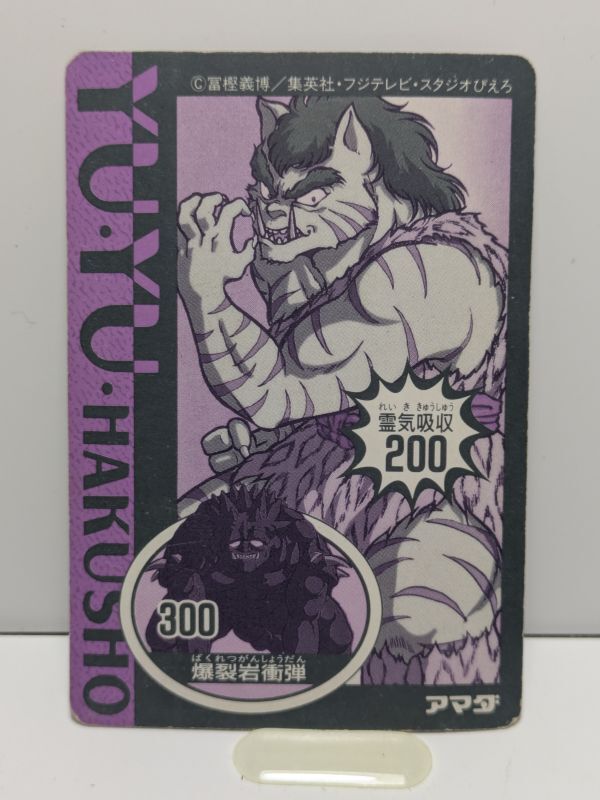 ©冨樫義博／集英社・フジテレビ・スタジオぴえろ
YU・YU・HAKUSHO
れいききゅうしゅう
霊気吸収
200
300
ばくれつがんしょうだん
爆裂岩衝弾
アマダ